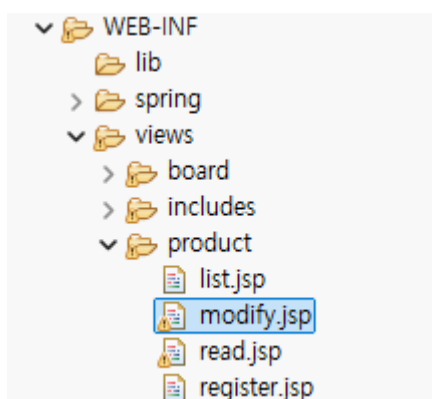 WEB-INF
lib
spring
views
board
includes
product
list.jsp
modify.jsp
read.jsp
register.jsp